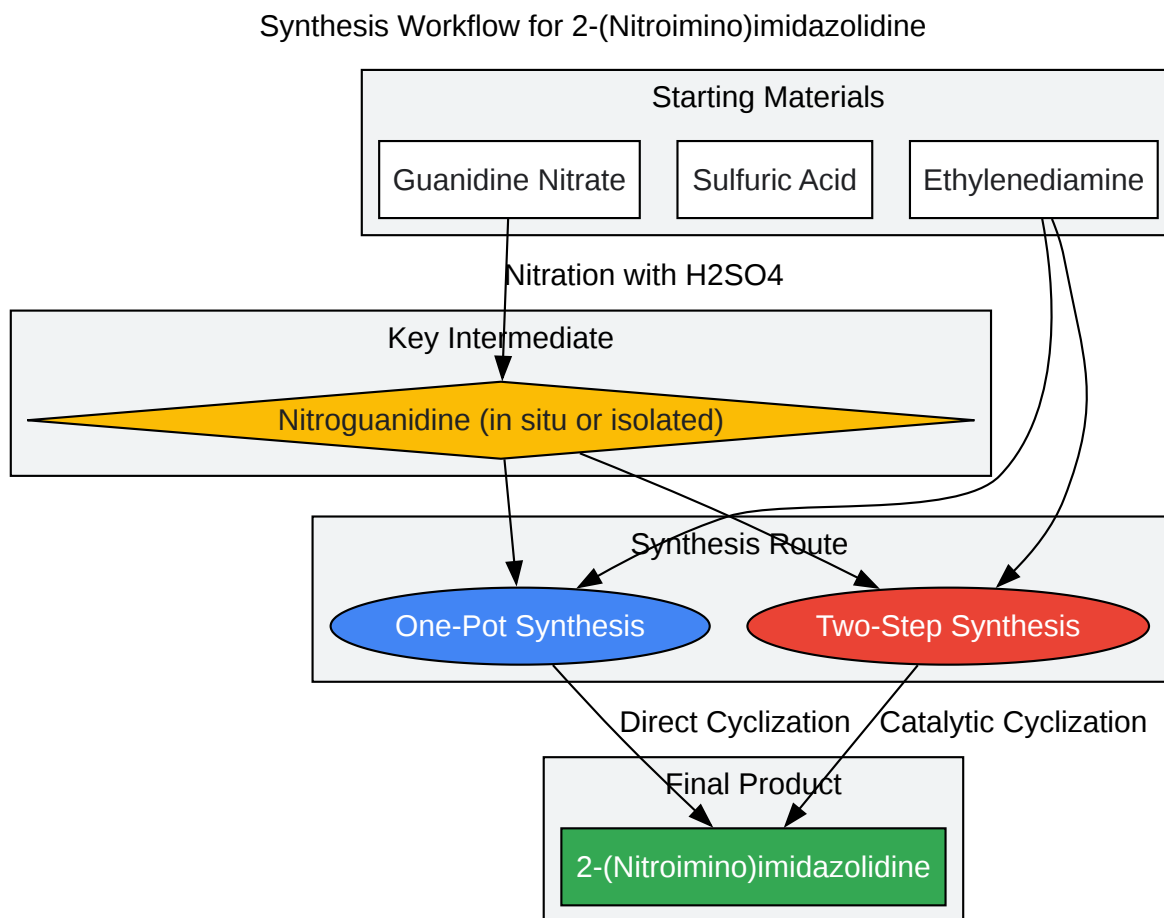 Synthesis Workflow for 2-(Nitroimino)imidazolidine
Starting Materials
Guanidine Nitrate
Sulfuric Acid
Ethylenediamine
Nitration with H2SO4
Key Intermediate
Nitroguanidine (in situ or isolated)
Synthesis Route
One-Pot Synthesis
Two-Step Synthesis
Direct Cyclization
Catalytic Cyclization
Final Product
2-(Nitroimino)imidazolidine